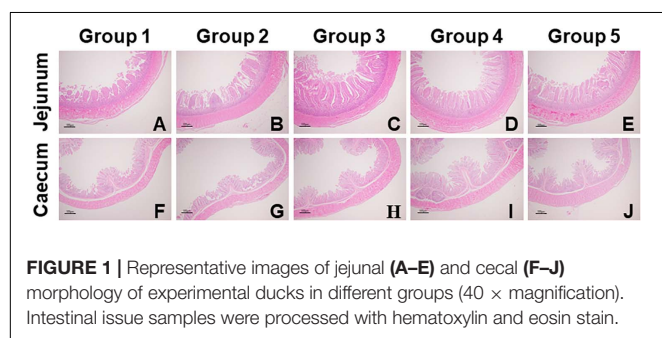 Group 1 Group 2 Group 3 Group 4 Group 5
Jejunum
A B C D E
Caecum
F G H I J
FIGURE 1 | Representative images of jejunal (A–E) and cecal (F–J)
morphology of experimental ducks in different groups (40 × magnification).
Intestinal issue samples were processed with hematoxylin and eosin stain.